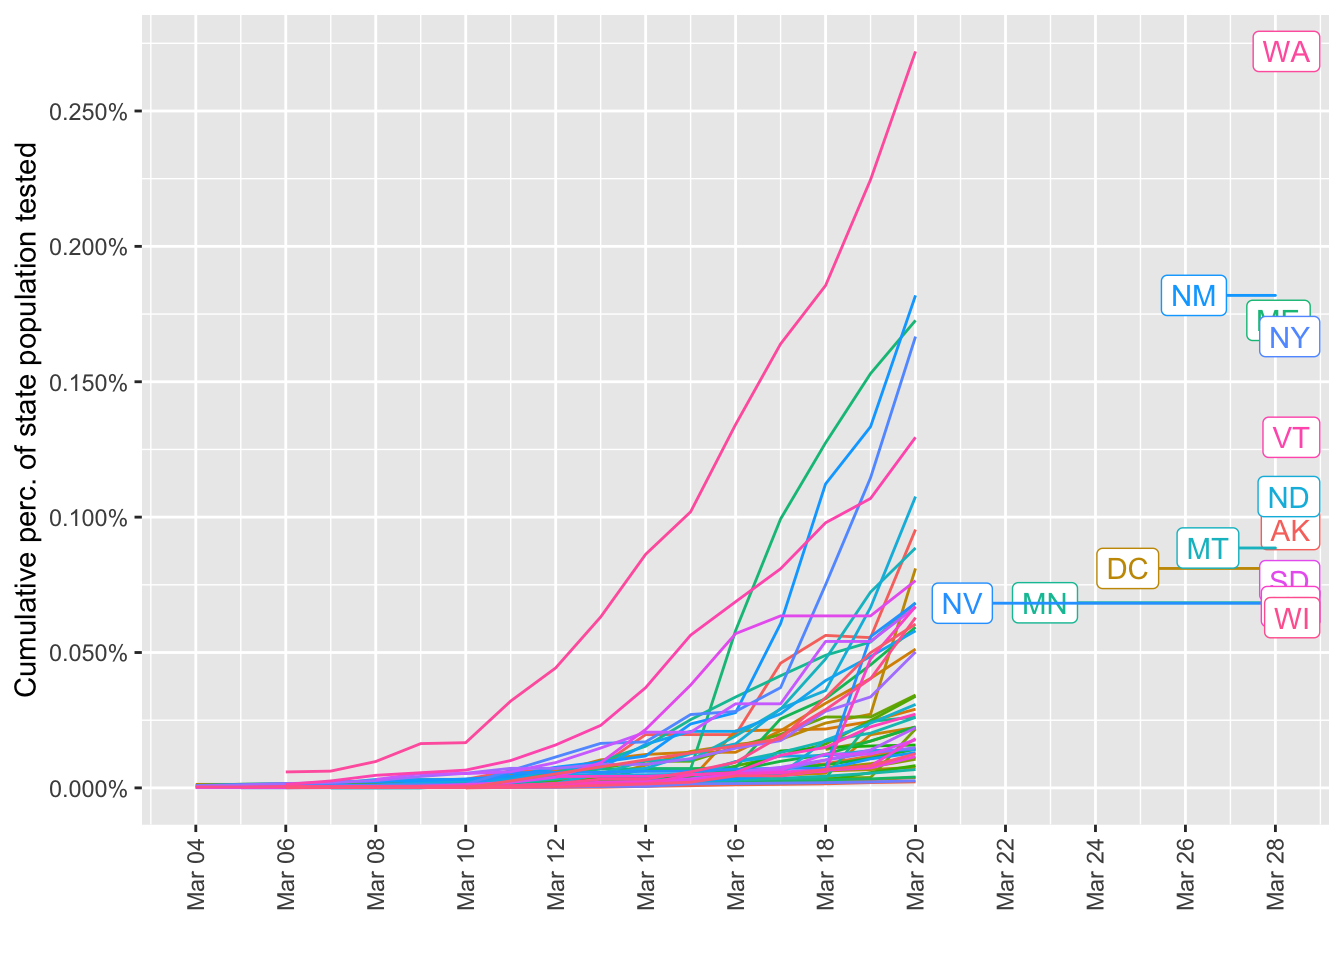 Cumulative perc. of state population tested
0.250%
0.200%
0.150%
0.100%
0.050%
0.000%
WA
NM
NY
VT
ND
AK
MT
DC
SD
NV
MN
WI
Mar 04
Mar 06
Mar 08
Mar 10
Mar 12
Mar 14
Mar 16
Mar 18
Mar 20
Mar 22
Mar 24
Mar 26
Mar 28